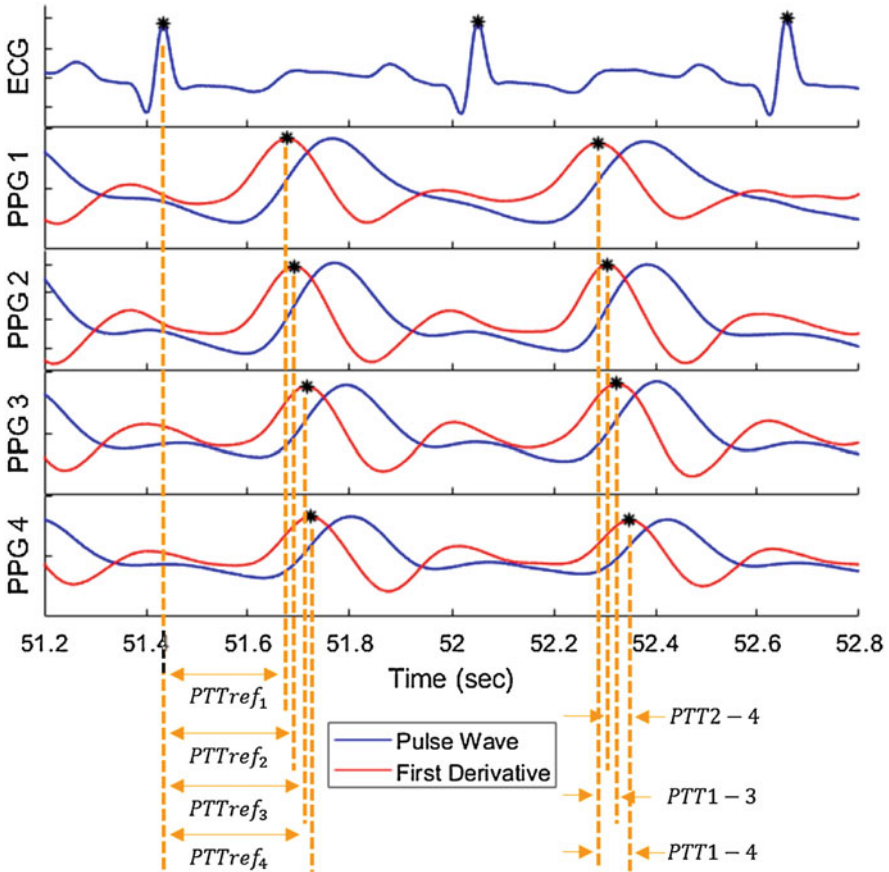 ECG
PPG 1
PPG 2
PPG 3
PPG 4
51.2 51.4 51.6 51.8 52 52.2 52.4 52.6 52.8
Time (sec)
PTTref₁
PTTref₂
PTTref₃
PTTref₄
Pulse Wave
First Derivative
PTT2 − 4
PTT1 − 3
PTT1 − 4